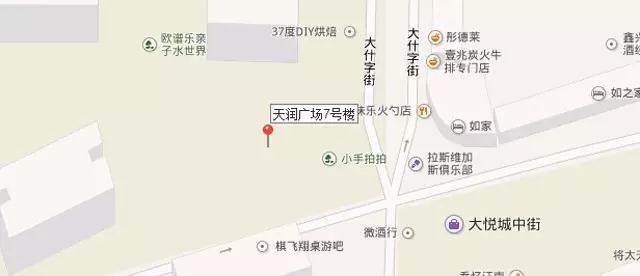 欧谱乐亲
子水世界
37度DIY烘焙
大什字街
大什字街
彤德莱
壹兆炭火牛
排专门店
如之家
天润广场7号楼
乐火勺店
如家
小手拍拍
拉斯维加
斯俱乐部
大悦城中街
微酒行
棋飞翔桌游吧
将太